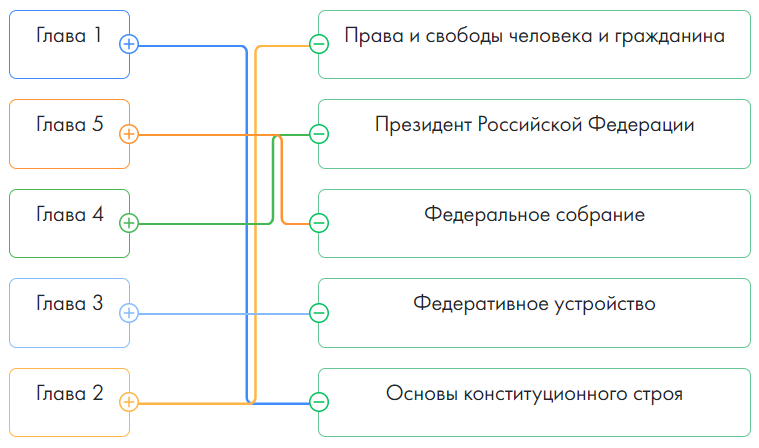 Глава 1
Права и свободы человека и гражданина
Глава 5
Президент Российской Федерации
Глава 4
Федеральное собрание
Глава 3
Федеративное устройство
Глава 2
Основы конституционного строя